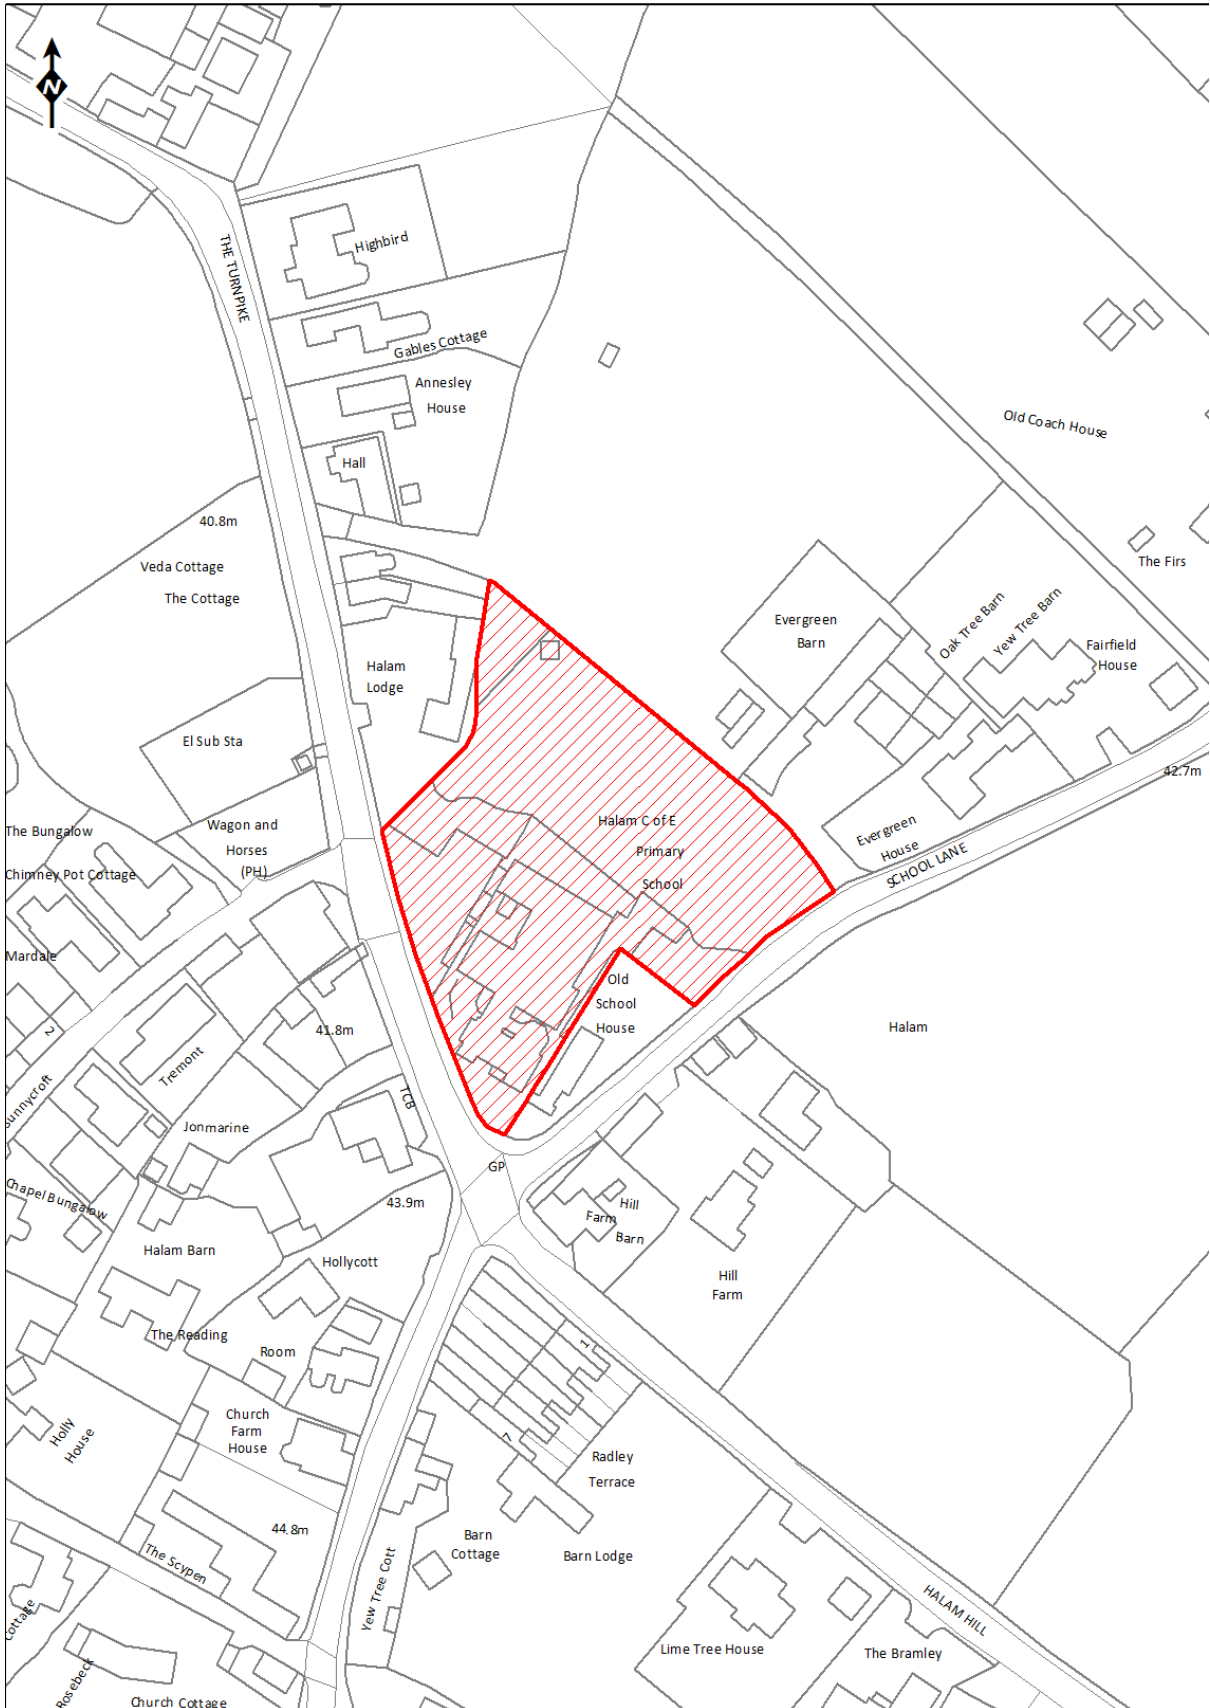 N
THE TURNPIKE
Highbird
Gables Cottage
Annesley
House
Hall
Old Coach House
40.8m
Veda Cottage
The Cottage
The Firs
Evergreen
Barn
Oak Tree Barn
Yew Tree Barn
Fairfield
House
Halam
Lodge
El Sub Sta
42.7m
Wagon and
Horses
(PH)
The Bungalow
Chimney Pot Cottage
Halam C of E
Primary
School
Evergreen
House
SCHOOL LANE
Mardale
Old
School
House
2
41.8m
Halam
Tremont
Sunnycroft
TCB
Jonmarine
GP
Chapel Bungalow
43.9m
Hill
Farm
Barn
Halam Barn
Hollycott
Hill
Farm
The Reading
Room
1
Church
Farm
House
Holly
House
7
Radley
Terrace
44.8m
Barn
Cottage
Barn Lodge
The Scypen
Yew Tree Cott
HALAM HILL
Cottage
Lime Tree House
The Bramley
Rosebeck
Church Cottage